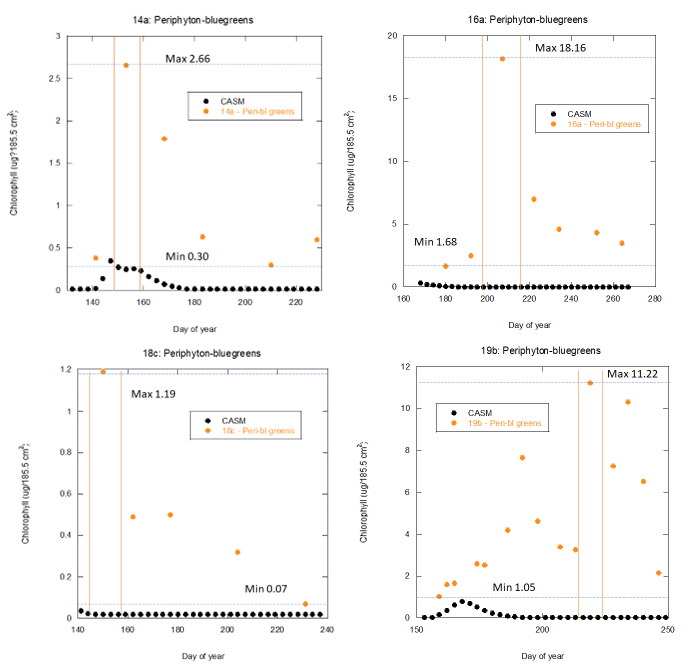 14a: Periphyton-bluegreens
3
2.5
2
1.5
1
0.5
0
Chlorophyll (ug?185.5 cm²;
Max 2.66
CASM
14a - Peri-bl greens
Min 0.30
140
160
180
200
220
Day of year
16a: Periphyton-bluegreens
20
15
10
5
0
Chlorophyll (ug/185.5 cm²;
Max 18.16
CASM
16a - Peri-bl greens
Min 1.68
160
180
200
220
240
260
280
Day of year
18c: Periphyton-bluegreens
1.2
1
0.8
0.6
0.4
0.2
0
Chlorophyll (ug/185.5 cm²;
Max 1.19
CASM
18c - Peri-bl greens
Min 0.07
140
160
180
200
220
240
Day of year
19b: Periphyton-bluegreens
12
10
8
6
4
2
0
Chlorophyll (ug/185.5 cm²;
Max 11.22
CASM
19b - Peri-bl greens
Min 1.05
150
200
250
Day of year